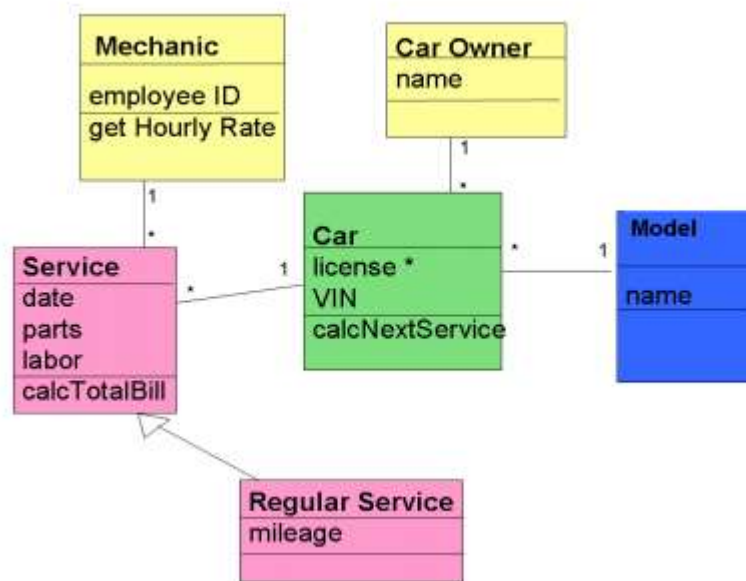 Mechanic
employee ID
get Hourly Rate
Car Owner
name
1
*
1
*
Service
date
parts
labor
calcTotalBill
*
1
Car
license *
VIN
calcNextService
*
1
Model
name
Regular Service
mileage